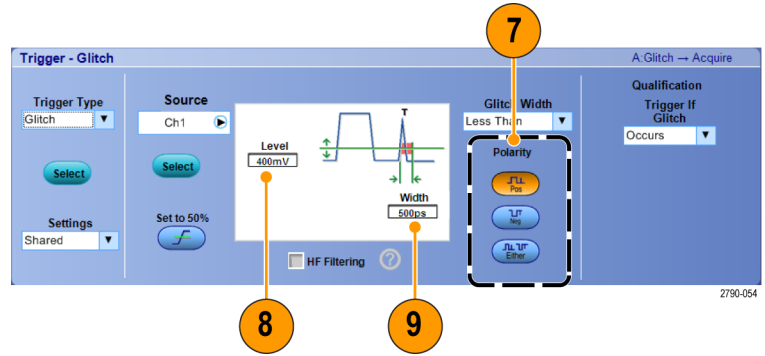 7
Trigger - Glitch
A:Glitch → Acquire
Trigger Type
Glitch
Select
Settings
Shared
Source
Ch1
Select
Set to 50%
Level
400mV
T
Width
500ps
HF Filtering
?
Glitch Width
Less Than
Polarity
Pos
Neg
Either
Qualification
Trigger If
Glitch
Occurs
8
9
2790-054